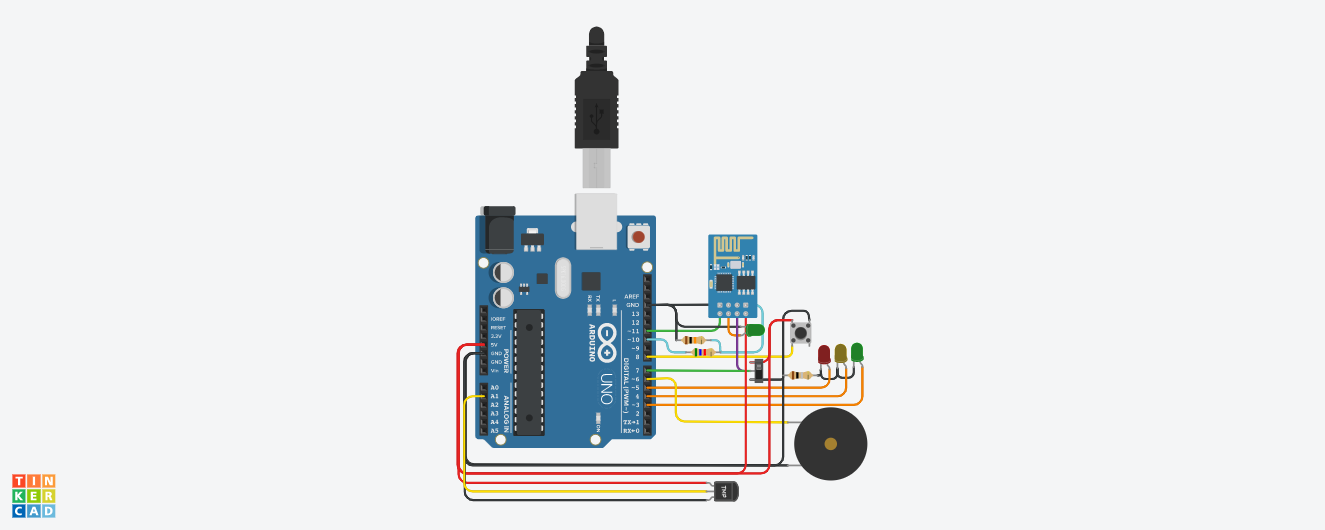 AREF
GND
13
12
~11
~10
~9
8
7
~6
~5
4
~3
2
TX→1
RX←0
DIGITAL (PWM~)
IOREF
RESET
3.3V
5V
GND
GND
Vin
POWER
A0
A1
A2
A3
A4
A5
ANALOG IN
RX
TX
L
ARDUINO
UNO
ON
TMP
TIN
KER
CAD